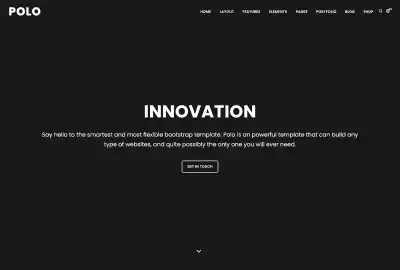 POLO
HOME LAYOUT FEATURES ELEMENTS PAGES PORTFOLIO BLOG SHOP
INNOVATION
Say hello to the smartest and most flexible bootstrap template. Polo is an powerful template that can build any
type of websites, and quite possibly the only one you will ever need.
GET IN TOUCH